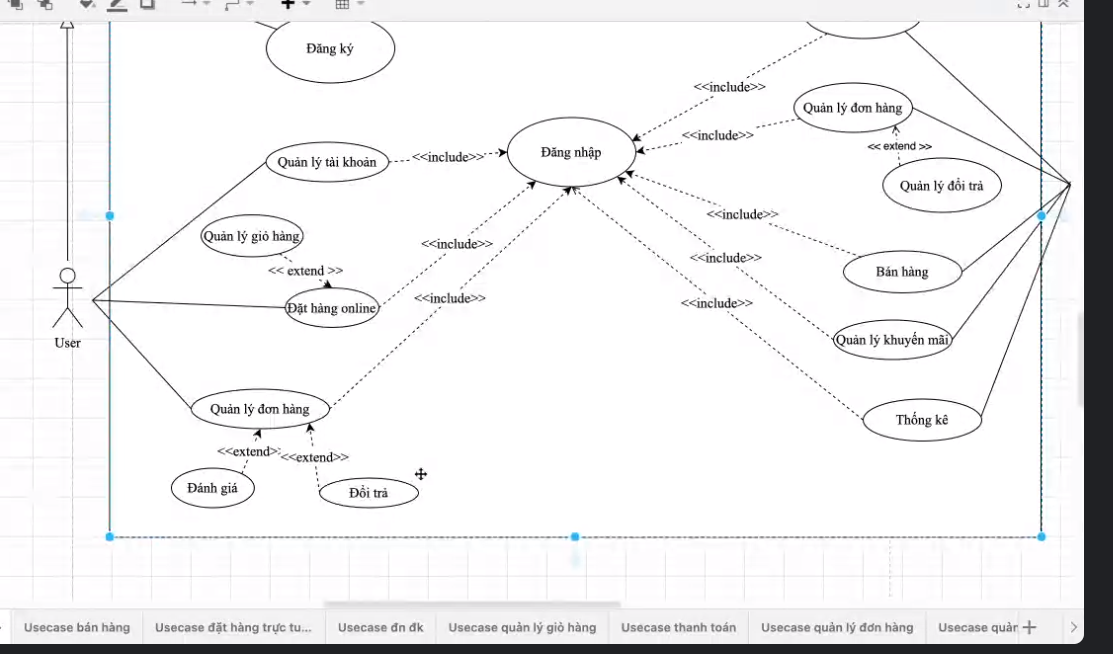 Đăng ký
<<include>>
Quản lý đơn hàng
<<include>>
<< extend >>
Đăng nhập
Quản lý tài khoản
<<include>>
Quản lý đổi trả
Quản lý giỏ hàng
<<include>>
<<include>>
<< extend >>
<<include>>
Bán hàng
Đặt hàng online
<<include>>
<<include>>
User
Quản lý khuyến mãi
Quản lý đơn hàng
Thống kê
<<extend>>
<<extend>>
Đánh giá
Đổi trả
Usecase bán hàng
Usecase đặt hàng trực tu...
Usecase đn đk
Usecase quản lý giỏ hàng
Usecase thanh toán
Usecase quản lý đơn hàng
Usecase quản